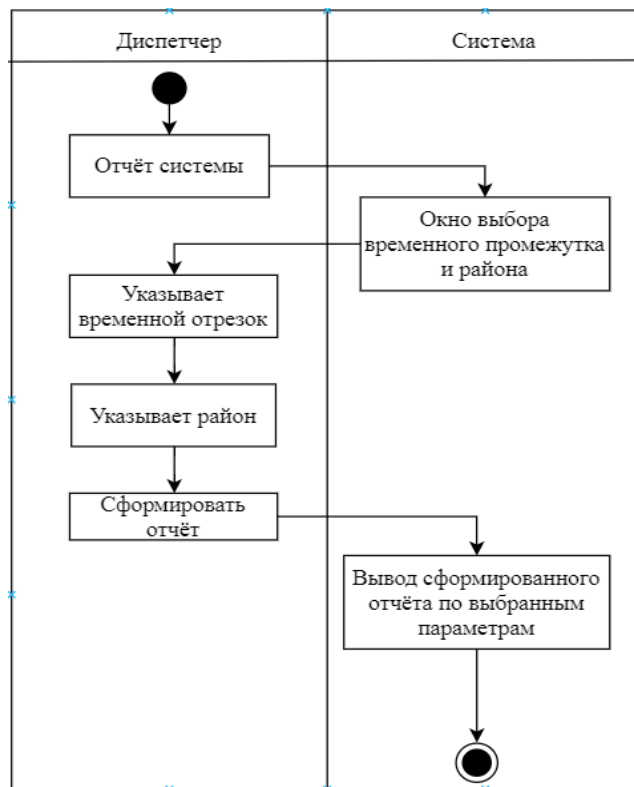 Диспетчер
Система
Отчёт системы
Окно выбора
временного промежутка
и района
Указывает
временной отрезок
Указывает район
Сформировать
отчёт
Вывод сформированного
отчёта по выбранным
параметрам